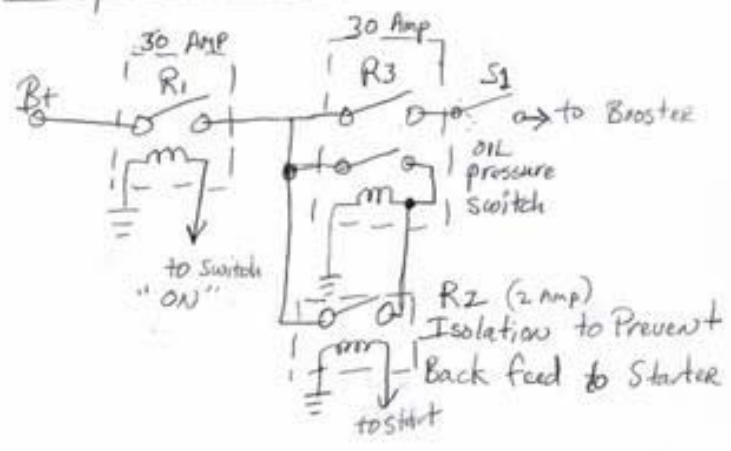 30 Amp
30 Amp
B+
R1
R3
S1
to Booster
OIL
pressure
switch
to Switch
"ON"
R2 (2 Amp)
Isolation to Prevent
Back feed to Starter
to start